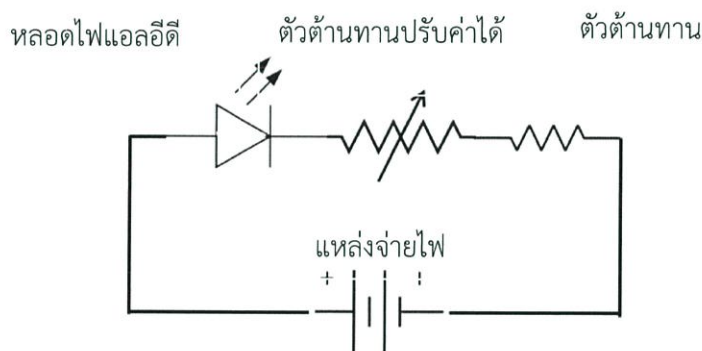 หลอดไฟแอลอีดี ตัวต้านทานปรับค่าได้ ตัวต้านทาน
แหล่งจ่ายไฟ
+ -